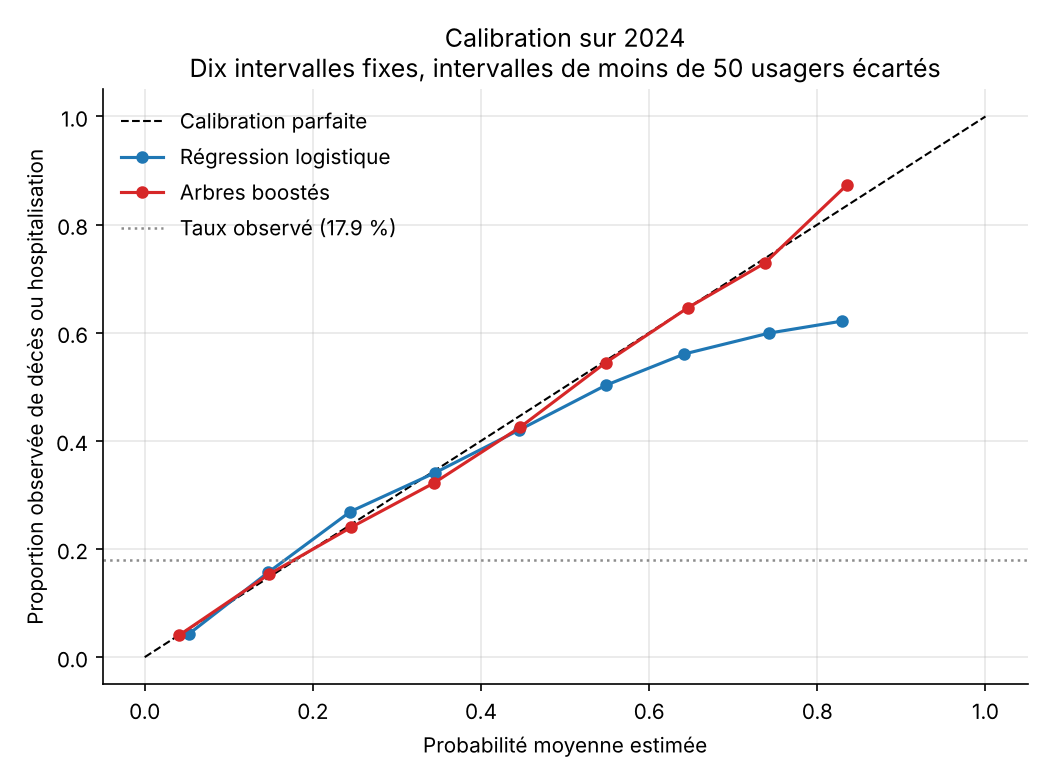 Calibration sur 2024
Dix intervalles fixes, intervalles de moins de 50 usagers écartés
Calibration parfaite
Régression logistique
Arbres boostés
Taux observé (17.9 %)
Proportion observée de décès ou hospitalisation
1.0
0.8
0.6
0.4
0.2
0.0
0.0 0.2 0.4 0.6 0.8 1.0
Probabilité moyenne estimée